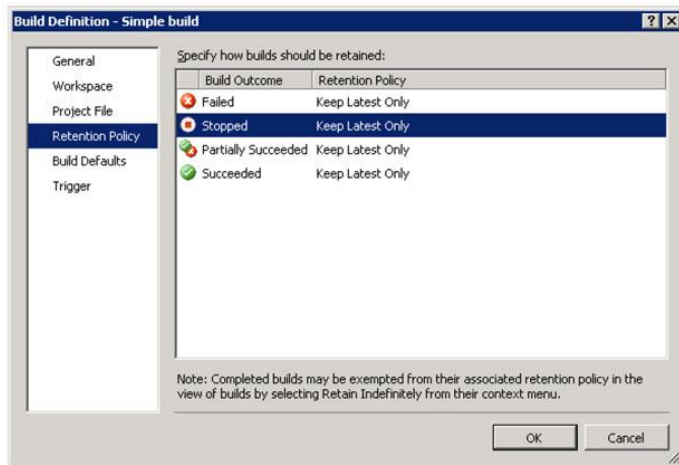 Build Definition - Simple build
General
Workspace
Project File
Retention Policy
Build Defaults
Trigger
Specify how builds should be retained:
Build Outcome Retention Policy
Failed Keep Latest Only
Stopped Keep Latest Only
Partially Succeeded Keep Latest Only
Succeeded Keep Latest Only
Note: Completed builds may be exempted from their associated retention policy in the
view of builds by selecting Retain Indefinitely from their context menu.
OK Cancel